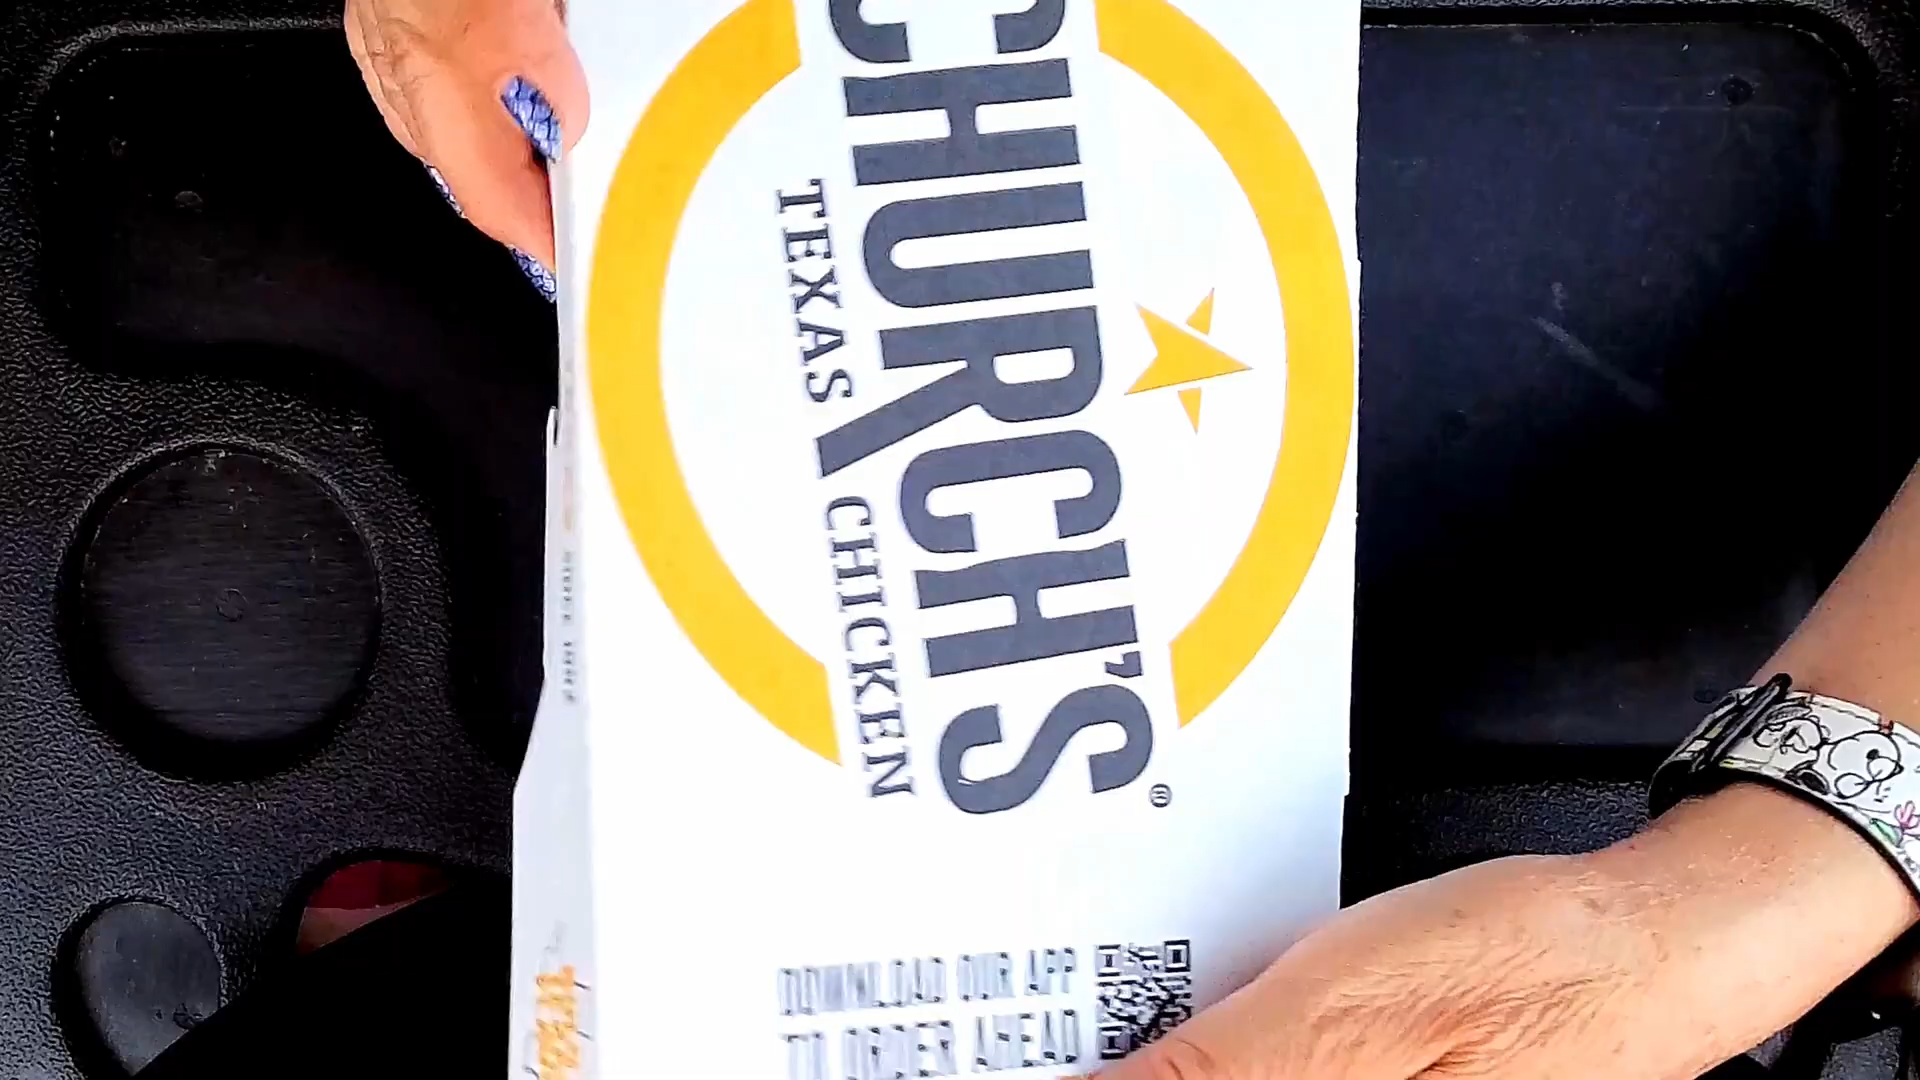 CHURCH'S®
TEXAS CHICKEN
DOWNLOAD OUR APP
TO ORDER AHEAD